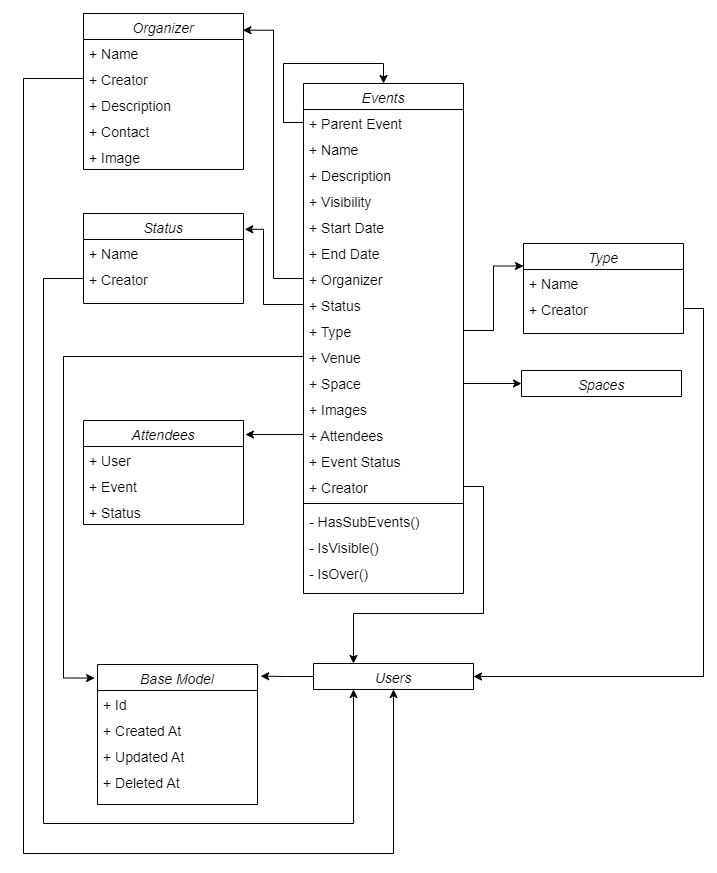 Organizer
+ Name
+ Creator
+ Description
+ Contact
+ Image
Events
+ Parent Event
+ Name
+ Description
+ Visibility
+ Start Date
+ End Date
+ Organizer
+ Status
+ Type
+ Venue
+ Space
+ Images
+ Attendees
+ Event Status
+ Creator
- HasSubEvents()
- IsVisible()
- IsOver()
Status
+ Name
+ Creator
Type
+ Name
+ Creator
Spaces
Attendees
+ User
+ Event
+ Status
Base Model
+ Id
+ Created At
+ Updated At
+ Deleted At
Users